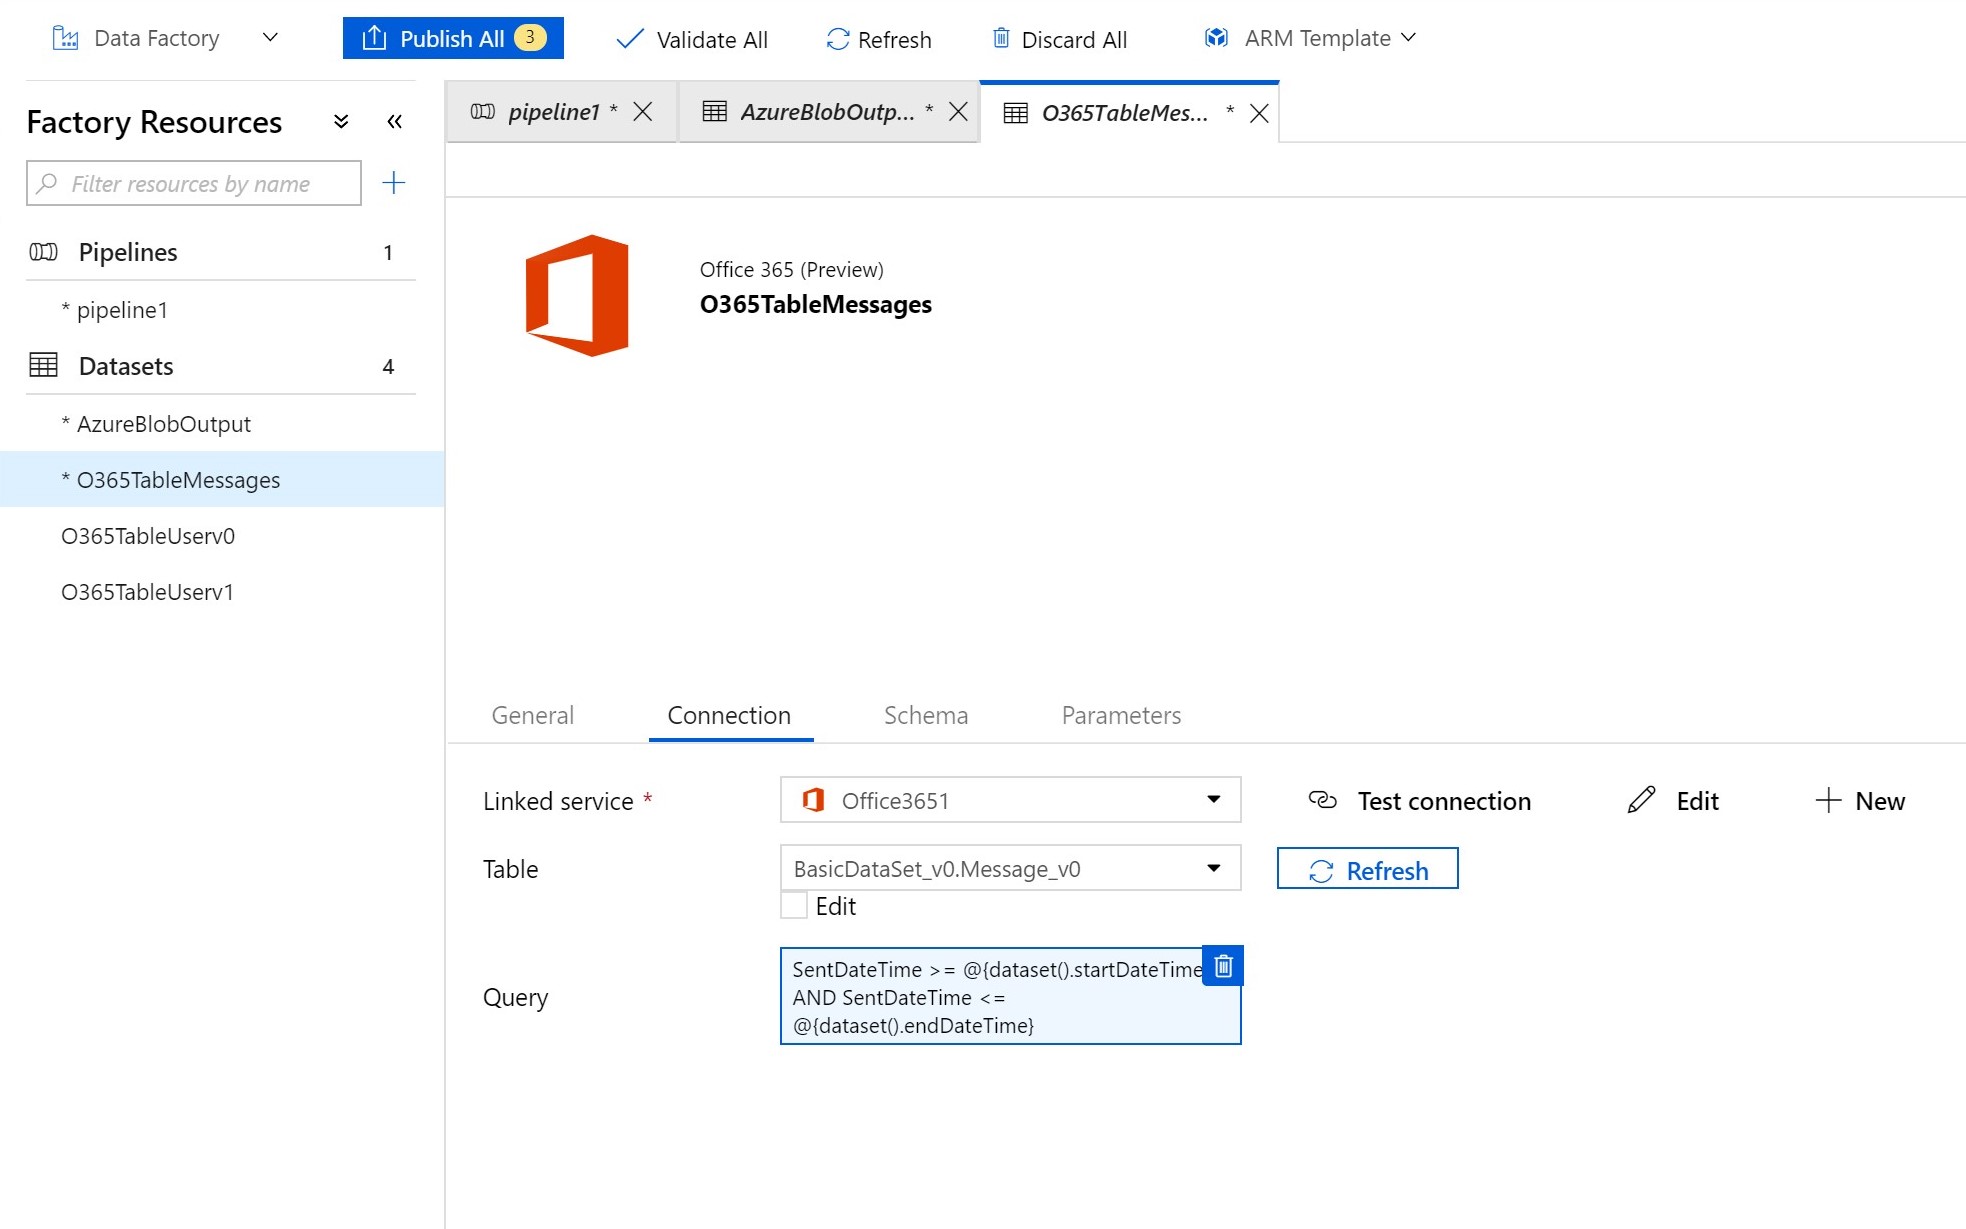 Data Factory
Publish All 3
Validate All
Refresh
Discard All
ARM Template
Factory Resources
Filter resources by name
Pipelines 1
* pipeline1
Datasets 4
* AzureBlobOutput
* O365TableMessages
O365TableUserv0
O365TableUserv1
pipeline1 *
AzureBlobOutp... *
O365TableMes... *
Office 365 (Preview)
O365TableMessages
General
Connection
Schema
Parameters
Linked service *
Office3651
Test connection
Edit
New
Table
BasicDataSet_v0.Message_v0
Refresh
Edit
Query
SentDateTime >= @{dataset().startDateTime
AND SentDateTime <=
@{dataset().endDateTime}